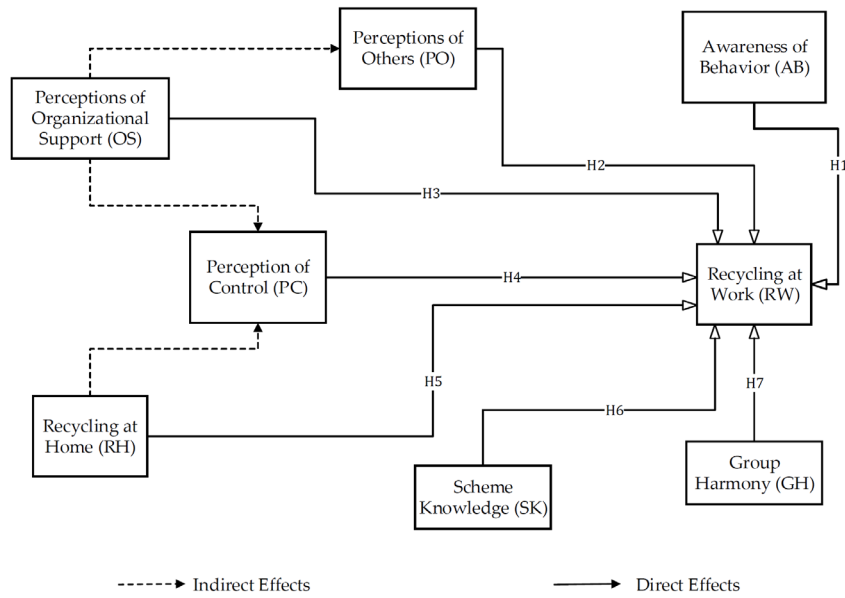 Perceptions of
Others (PO)
Awareness of
Behavior (AB)
Perceptions of
Organizational
Support (OS)
H1
H2
H3
Perception of
Control (PC)
H4
Recycling at
Work (RW)
H5
H7
Recycling at
Home (RH)
H6
Scheme
Knowledge (SK)
Group
Harmony (GH)
Indirect Effects
Direct Effects